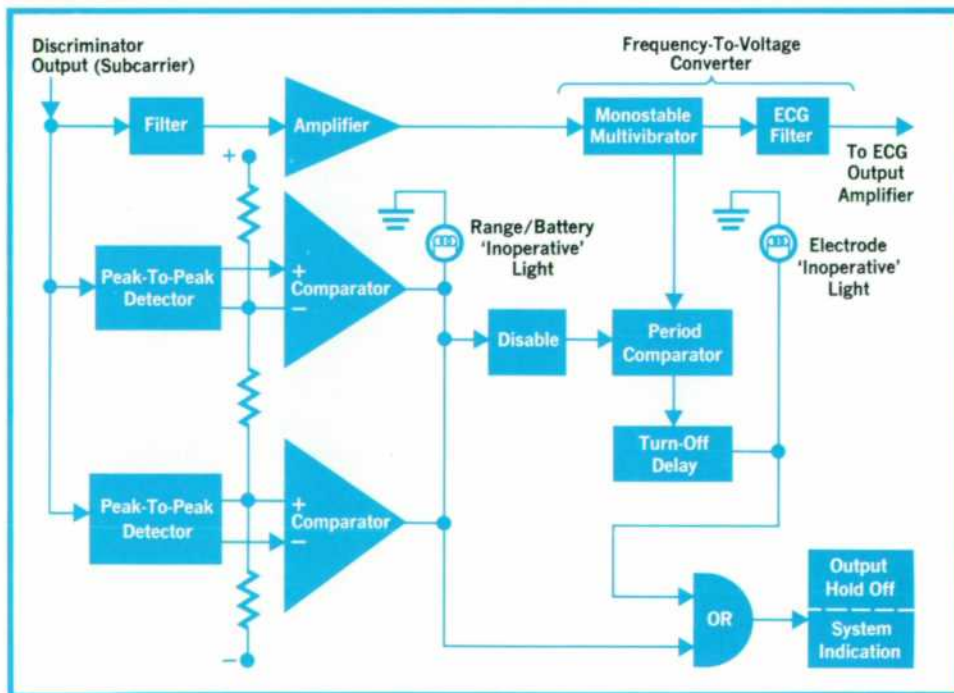 Discriminator
Output (Subcarrier)
Frequency-To-Voltage
Converter
Filter
Amplifier
Monostable
Multivibrator
ECG
Filter
To ECG
Output
Amplifier
+
Peak-To-Peak
Detector
+
−
Comparator
Range/Battery
'Inoperative'
Light
Electrode
'Inoperative'
Light
Disable
Period
Comparator
Turn-Off
Delay
Peak-To-Peak
Detector
+
−
Comparator
−
OR
Output
Hold Off
System
Indication